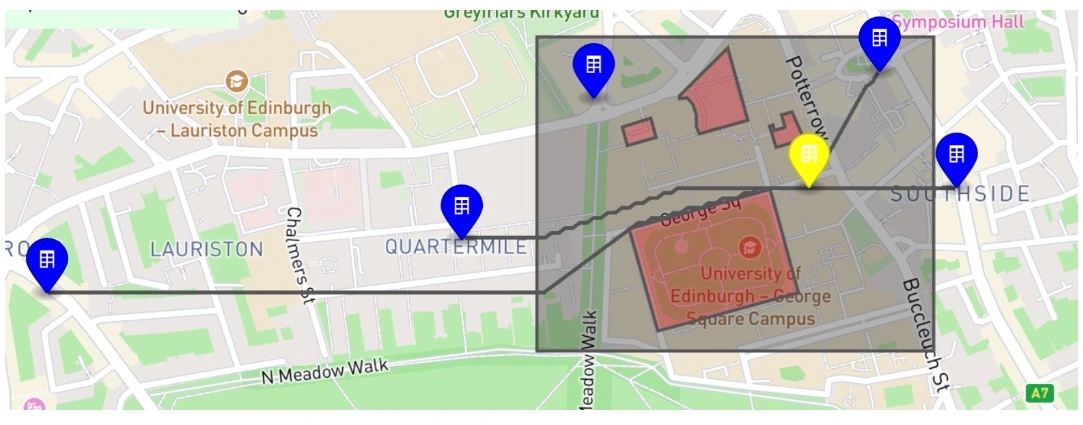 Greyfriars Kirkyard
Symposium Hall
University of Edinburgh
– Lauriston Campus
Potterrow
SOUTHSIDE
George Sq
Chalmers St
LAURISTON
QUARTERMILE
University of
Edinburgh – George
Square Campus
Buccleuch St
Meadow Walk
N Meadow Walk
A7